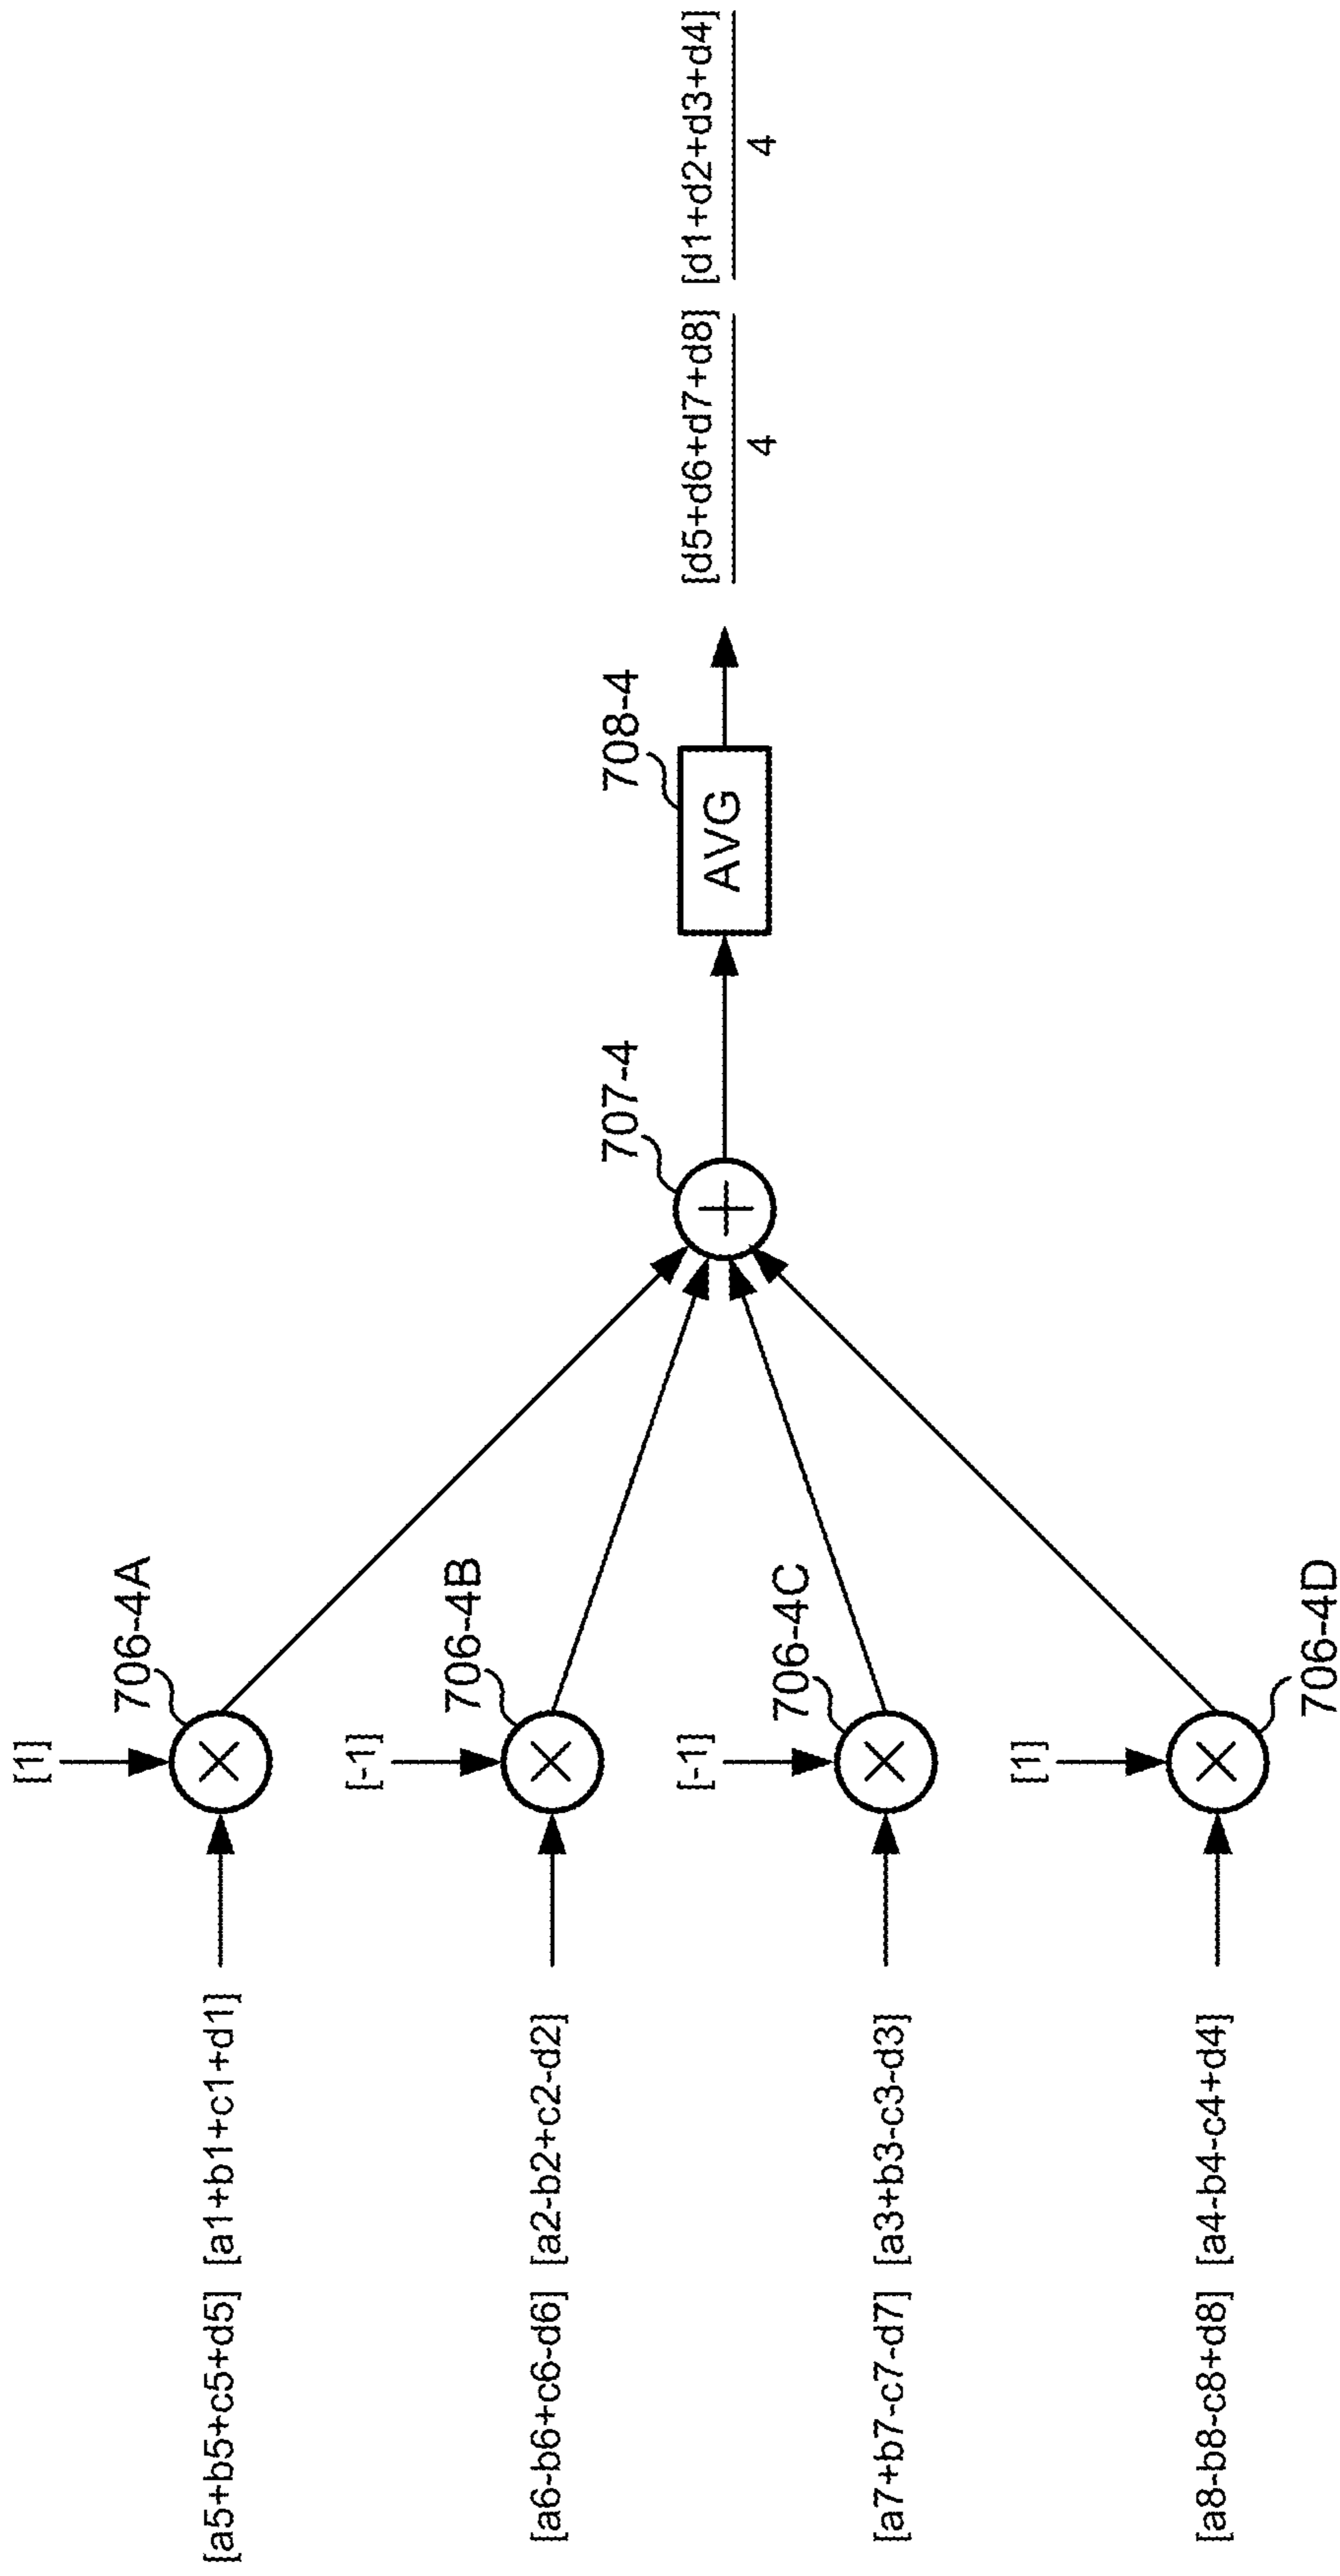 [1]
706-4A
[a5+b5+c5+d5] [a1+b1+c1+d1]
[-1]
706-4B
[a6-b6+c6-d6] [a2-b2+c2-d2]
707-4
708-4
AVG
[d5+d6+d7+d8] [d1+d2+d3+d4]
4 4
[-1]
706-4C
[a7+b7-c7-d7] [a3+b3-c3-d3]
[1]
[a8-b8-c8+d8] [a4-b4-c4+d4]
706-4D